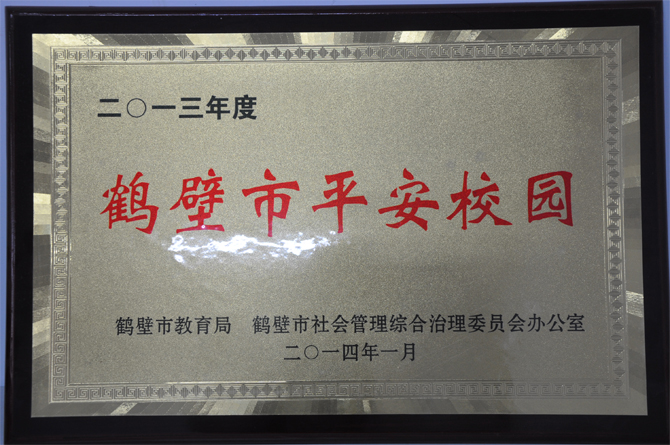 二〇一三年度
鹤壁市平安校园
鹤壁市教育局 鹤壁市社会管理综合治理委员会办公室
二〇一四年一月